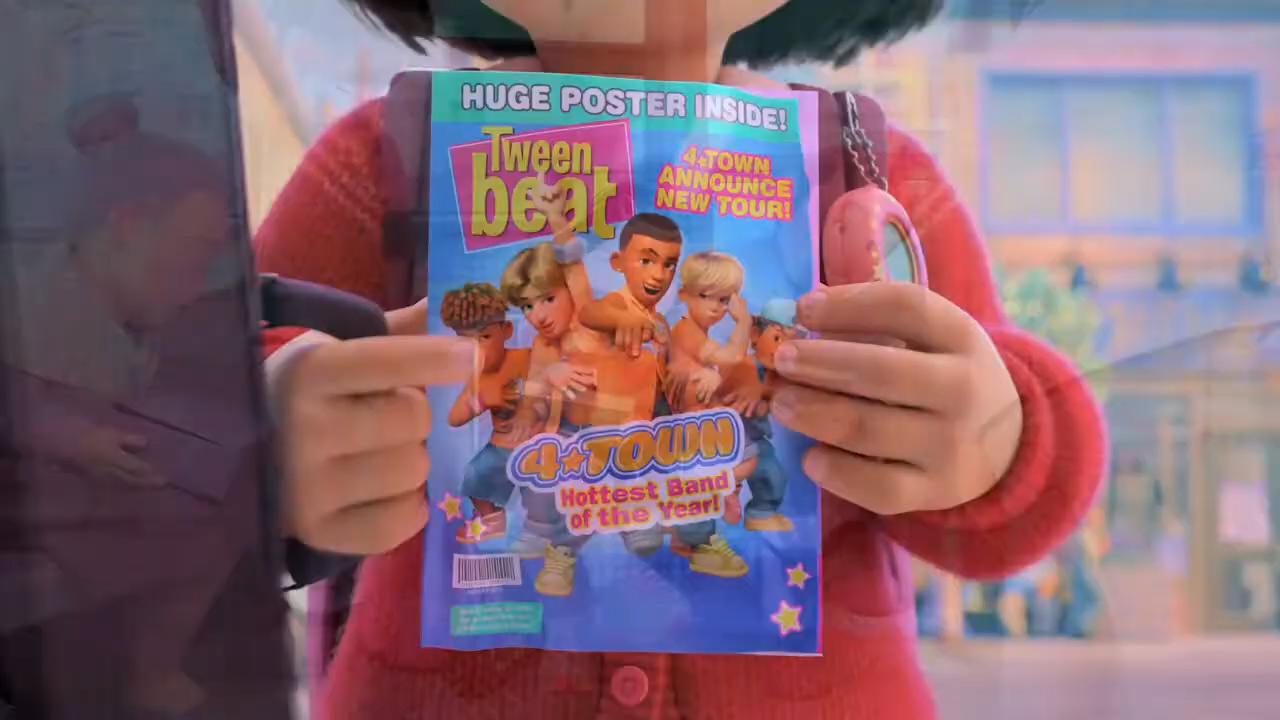 HUGE POSTER INSIDE!
Tween
beat
4★TOWN
ANNOUNCE
NEW TOUR!
4★TOWN
Hottest Band
of the Year!